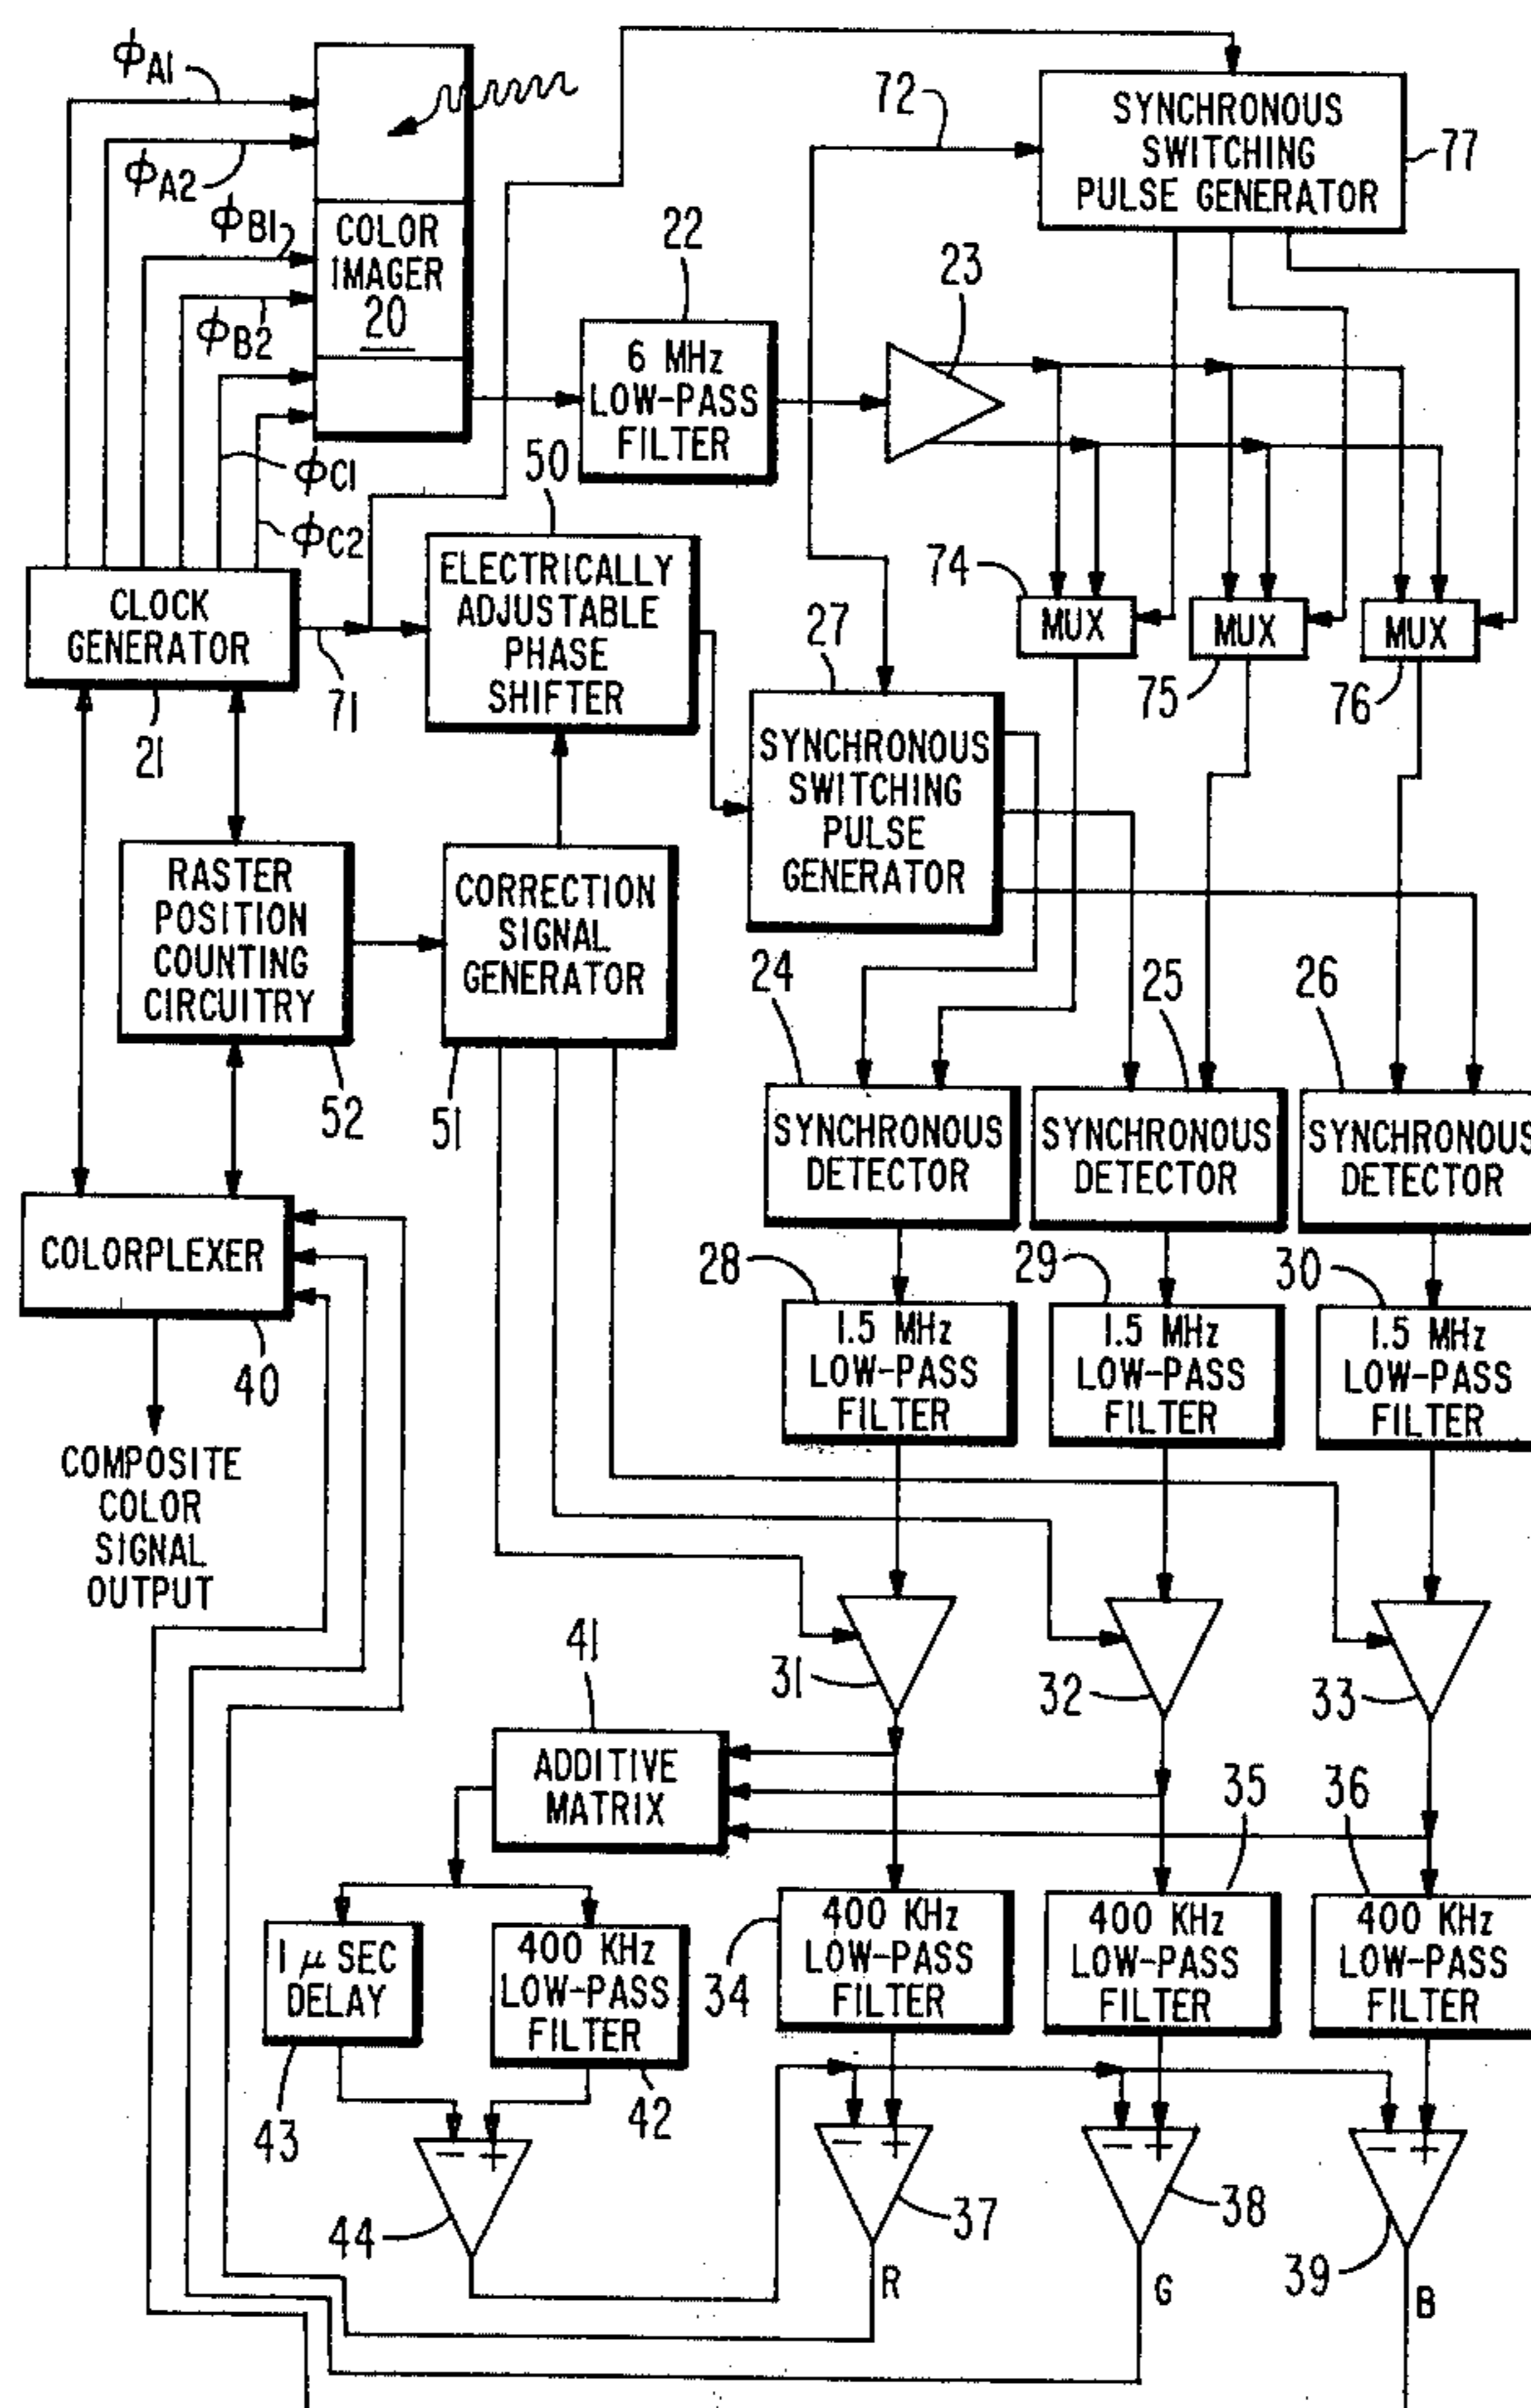 ϕA1
ϕA2
ϕB1
ϕB2
ϕC1
ϕC2
COLOR
IMAGER
20
72
SYNCHRONOUS
SWITCHING
PULSE GENERATOR
77
22
6 MHz
LOW-PASS
FILTER
23
50
ELECTRICALLY
ADJUSTABLE
PHASE
SHIFTER
CLOCK
GENERATOR
21
71
74
MUX
75
MUX
76
MUX
27
SYNCHRONOUS
SWITCHING
PULSE
GENERATOR
RASTER
POSITION
COUNTING
CIRCUITRY
52
CORRECTION
SIGNAL
GENERATOR
51
24
SYNCHRONOUS
DETECTOR
25
SYNCHRONOUS
DETECTOR
26
SYNCHRONOUS
DETECTOR
COLORPLEXER
40
COMPOSITE
COLOR
SIGNAL
OUTPUT
28
1.5 MHz
LOW-PASS
FILTER
29
1.5 MHz
LOW-PASS
FILTER
30
1.5 MHz
LOW-PASS
FILTER
31
32
33
41
ADDITIVE
MATRIX
34
400 KHz
LOW-PASS
FILTER
35
400 KHz
LOW-PASS
FILTER
36
400 KHz
LOW-PASS
FILTER
1 μ SEC
DELAY
43
400 KHz
LOW-PASS
FILTER
42
− +
44
− +
37
R
− +
38
G
− +
39
B